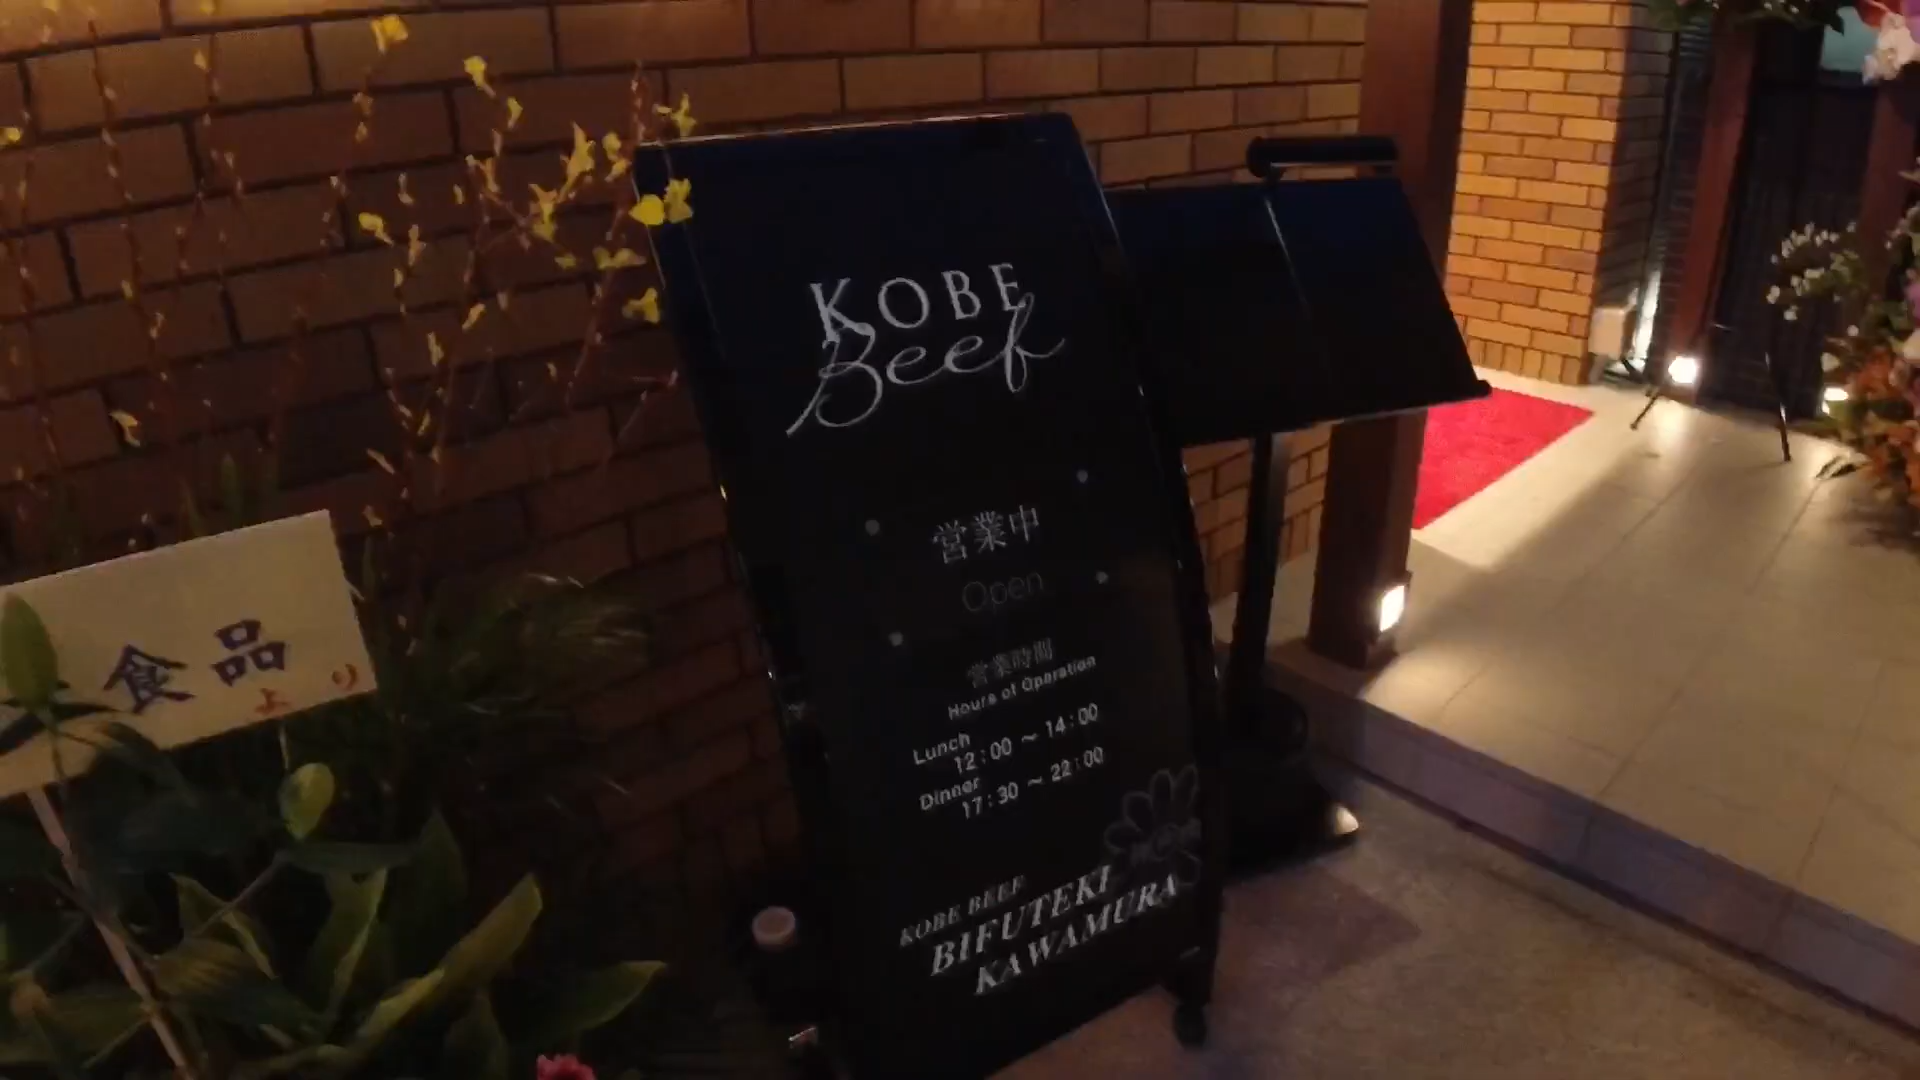 KOBE
Beef
営業中
Open
営業時間
Hours of Operation
Lunch
12:00 ~ 14:00
Dinner
17:30 ~ 22:00
KOBE BEEF
BIFUTEKI
KAWAMURA
食品
より